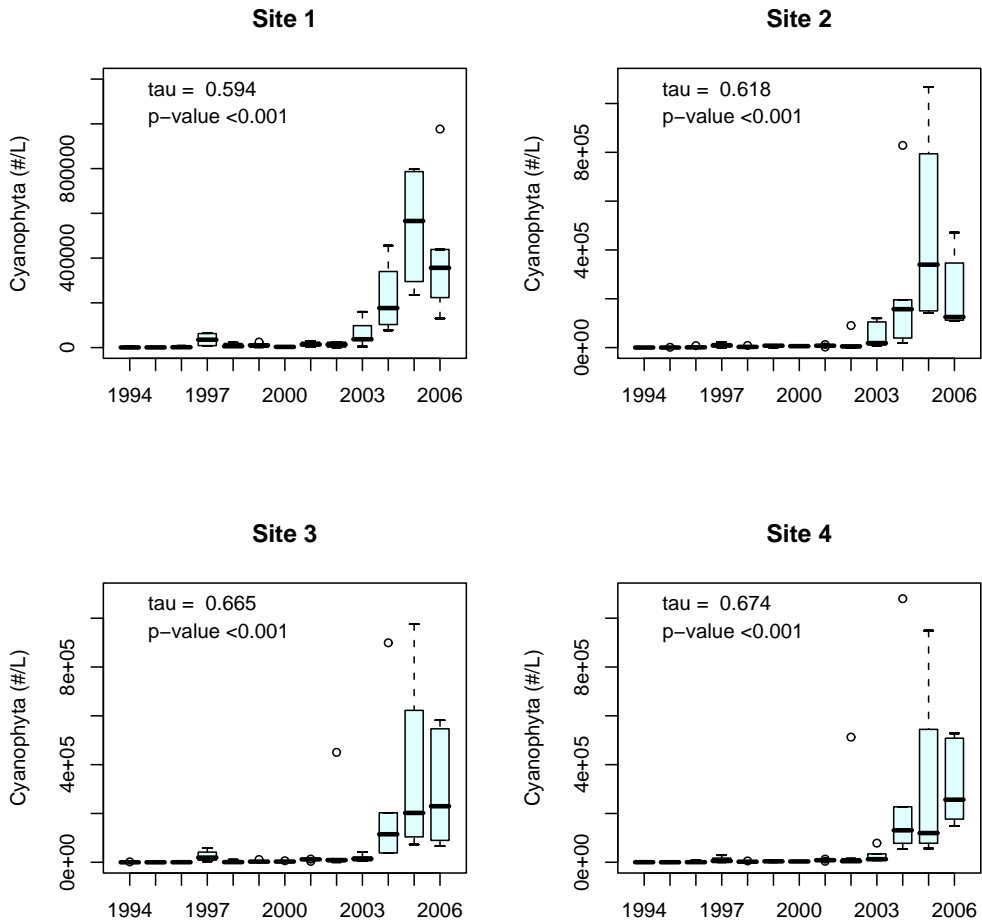 Site 1
tau = 0.594
p−value <0.001
Cyanophyta (#/L)
800000
400000
0
1994 1997 2000 2003 2006
Site 2
tau = 0.618
p−value <0.001
Cyanophyta (#/L)
8e+05
4e+05
0e+00
1994 1997 2000 2003 2006
Site 3
tau = 0.665
p−value <0.001
Cyanophyta (#/L)
8e+05
4e+05
0e+00
1994 1997 2000 2003 2006
Site 4
tau = 0.674
p−value <0.001
Cyanophyta (#/L)
8e+05
4e+05
0e+00
1994 1997 2000 2003 2006